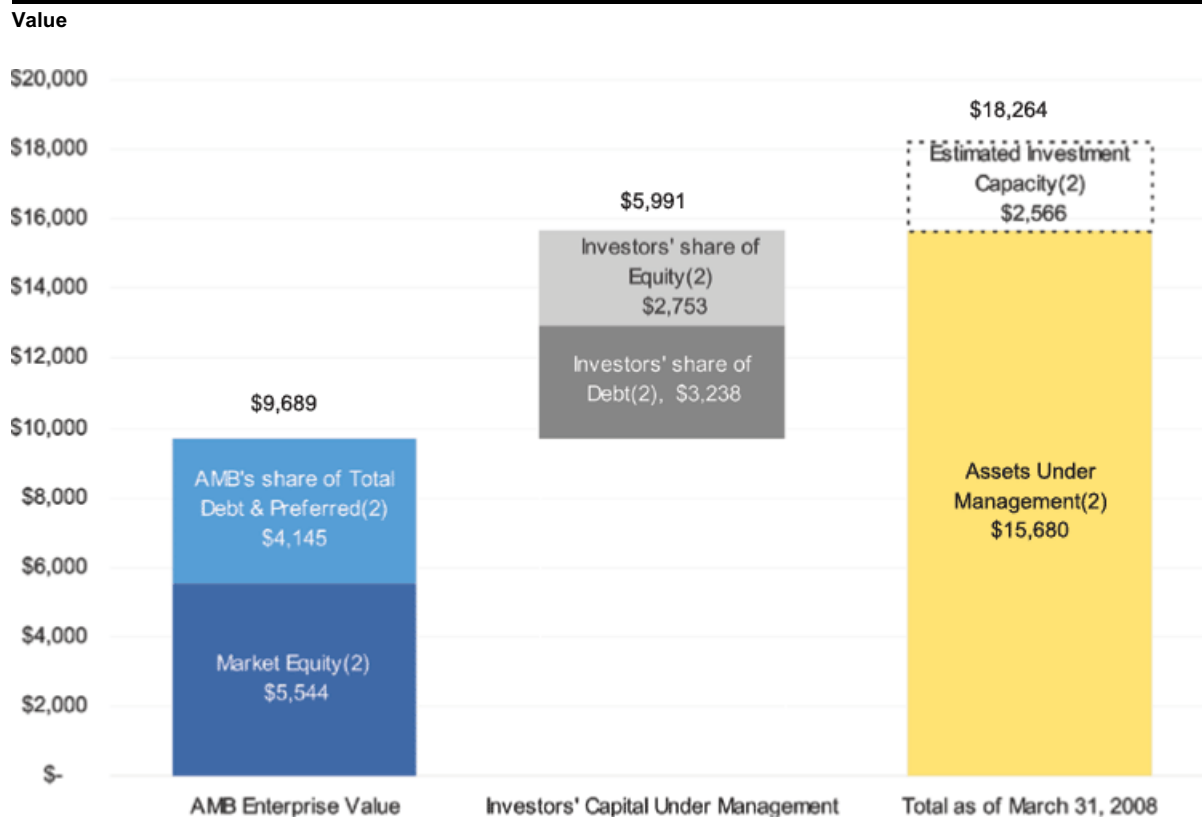 Value
$20,000
$18,000
$16,000
$14,000
$12,000
$10,000
$8,000
$6,000
$4,000
$2,000
$-
$9,689
AMB's share of Total
Debt & Preferred(2)
$4,145
Market Equity(2)
$5,544
$5,991
Investors' share of
Equity(2)
$2,753
Investors' share of
Debt(2), $3,238
$18,264
Estimated Investment
Capacity(2)
$2,566
Assets Under
Management(2)
$15,680
AMB Enterprise Value
Investors' Capital Under Management
Total as of March 31, 2008